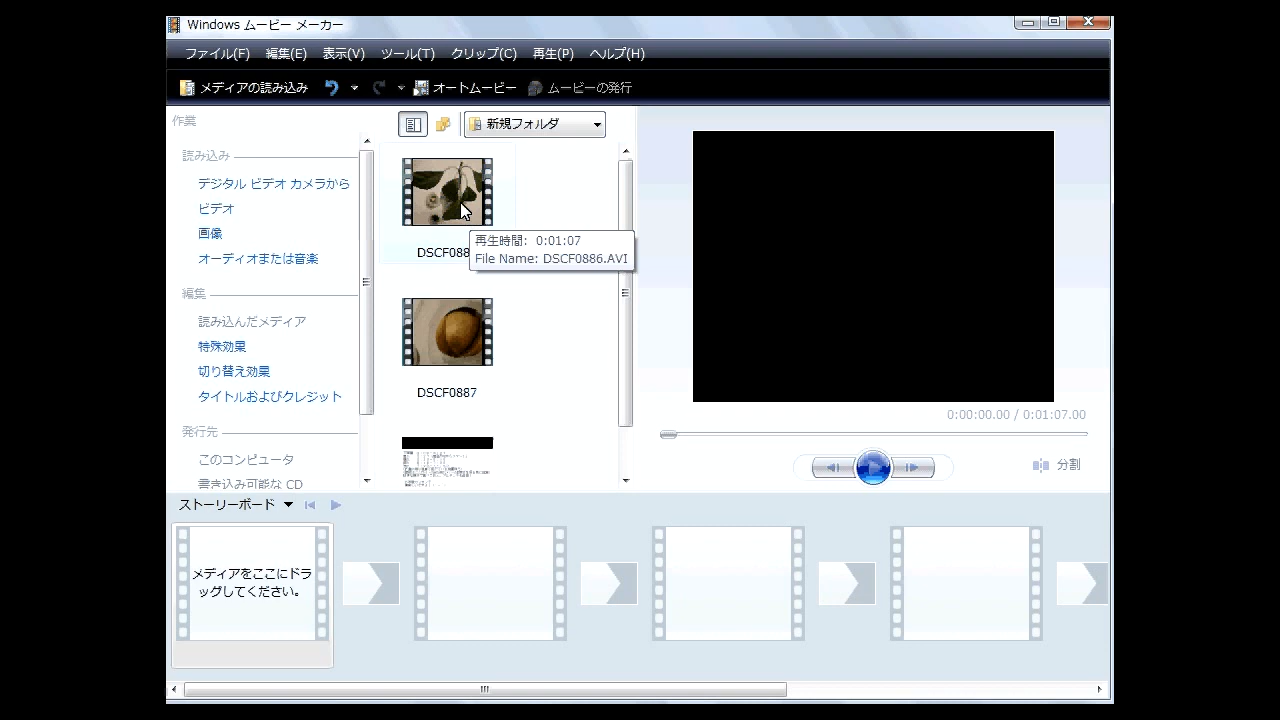 Windows ムービー メーカー
ファイル(F) 編集(E) 表示(V) ツール(T) クリップ(C) 再生(P) ヘルプ(H)
メディアの読み込み オートムービー ムービーの発行
作業
新規フォルダ
読み込み
デジタル ビデオ カメラから
ビデオ
画像
オーディオまたは音楽
編集
読み込んだメディア
特殊効果
切り替え効果
タイトルおよびクレジット
発行先
このコンピュータ
書き込み可能な CD
DSCF088
再生時間: 0:01:07
File Name: DSCF0886.AVI
DSCF0887
0:00:00.00 / 0:01:07.00
分割
ストーリーボード
メディアをここにドラ
ッグしてください。